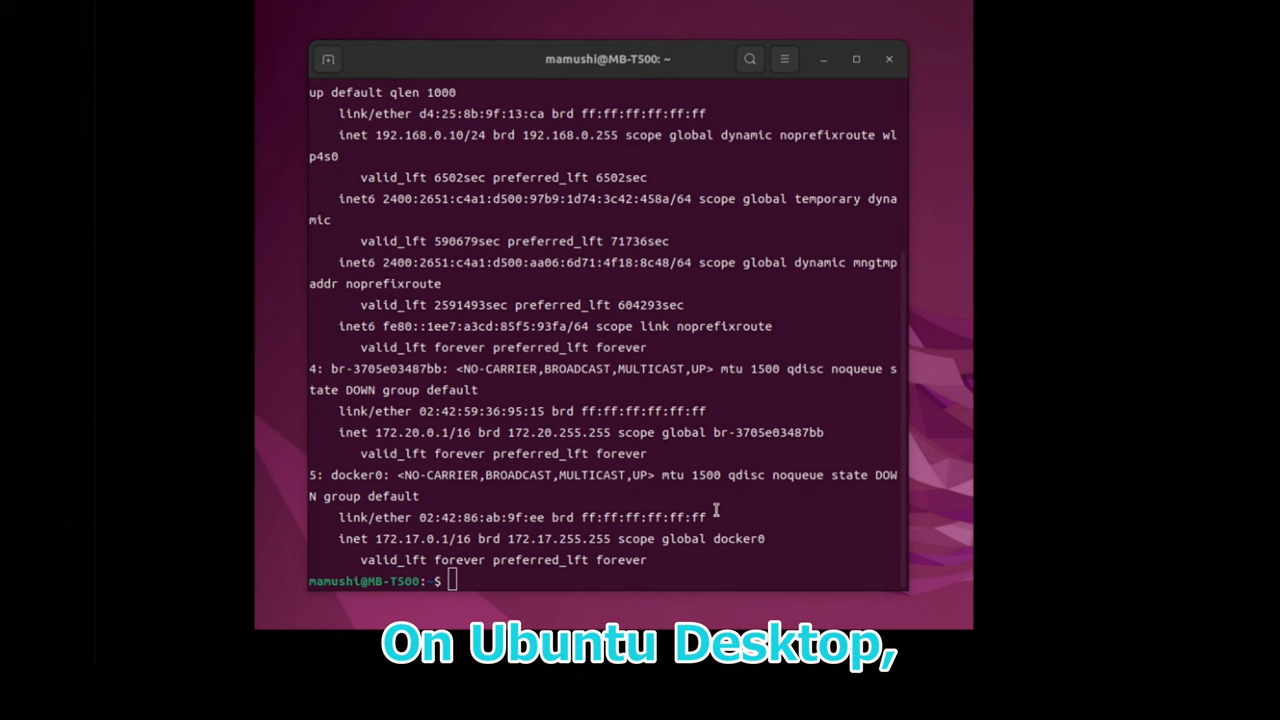 mamushi@MB-T500: ~
up default qlen 1000
link/ether d4:25:8b:9f:13:ca brd ff:ff:ff:ff:ff:ff
inet 192.168.0.10/24 brd 192.168.0.255 scope global dynamic noprefixroute wl
p4s0
valid_lft 6502sec preferred_lft 6502sec
inet6 2400:2651:c4a1:d500:97b9:1d74:3c42:458a/64 scope global temporary dyna
mic
valid_lft 590679sec preferred_lft 71736sec
inet6 2400:2651:c4a1:d500:aa06:6d71:4f18:8c48/64 scope global dynamic mngtmp
addr noprefixroute
valid_lft 2591493sec preferred_lft 604293sec
inet6 fe80::1ee7:a3cd:85f5:93fa/64 scope link noprefixroute
valid_lft forever preferred_lft forever
4: br-3705e03487bb: <NO-CARRIER,BROADCAST,MULTICAST,UP> mtu 1500 qdisc noqueue s
tate DOWN group default
link/ether 02:42:59:36:95:15 brd ff:ff:ff:ff:ff:ff
inet 172.20.0.1/16 brd 172.20.255.255 scope global br-3705e03487bb
valid_lft forever preferred_lft forever
5: docker0: <NO-CARRIER,BROADCAST,MULTICAST,UP> mtu 1500 qdisc noqueue state DOW
N group default
link/ether 02:42:86:ab:9f:ee brd ff:ff:ff:ff:ff:ff
inet 172.17.0.1/16 brd 172.17.255.255 scope global docker0
valid_lft forever preferred_lft forever
mamushi@MB-T500:~$
On Ubuntu Desktop,